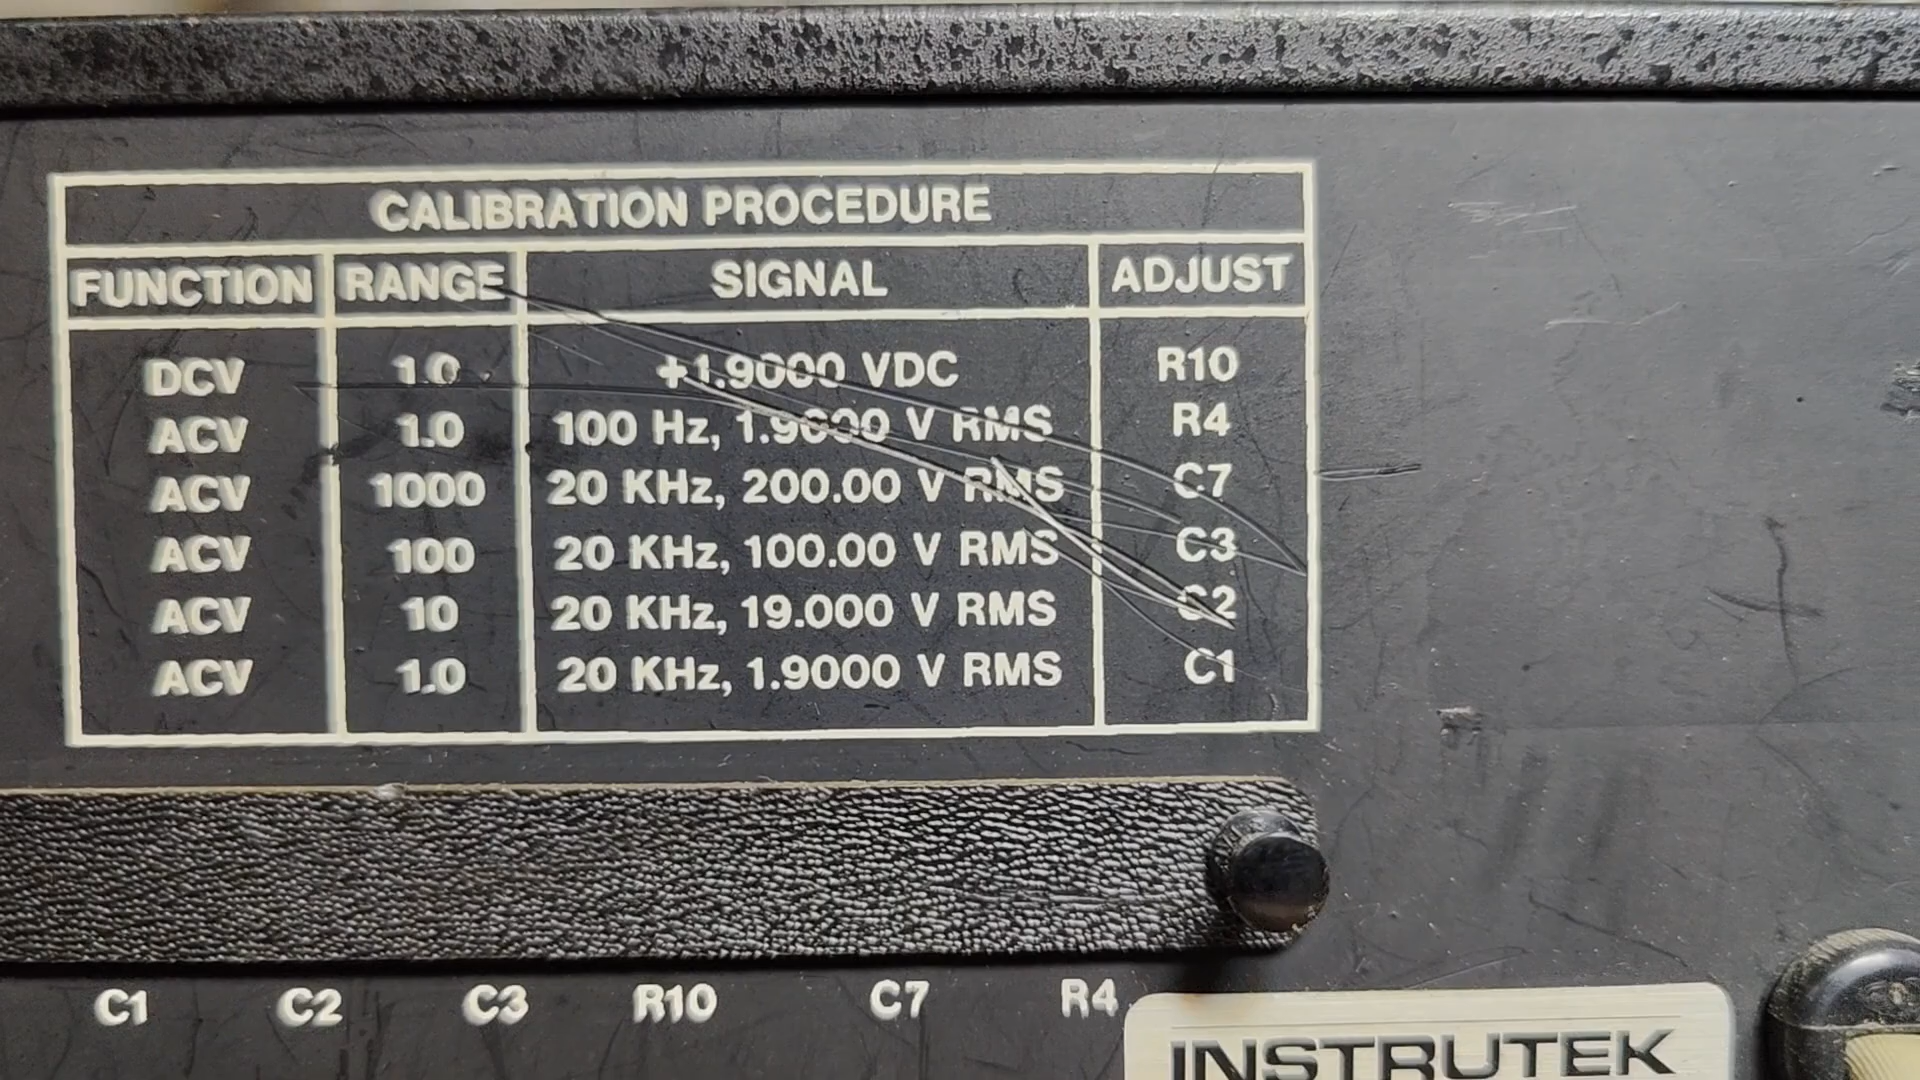 CALIBRATION PROCEDURE
FUNCTION RANGE SIGNAL ADJUST
DCV 1.0 +1.9000 VDC R10
ACV 1.0 100 Hz, 1.9000 V RMS R4
ACV 1000 20 KHz, 200.00 V RMS C7
ACV 100 20 KHz, 100.00 V RMS C3
ACV 10 20 KHz, 19.000 V RMS C2
ACV 1.0 20 KHz, 1.9000 V RMS C1
C1 C2 C3 R10 C7 R4
INSTRUTEK